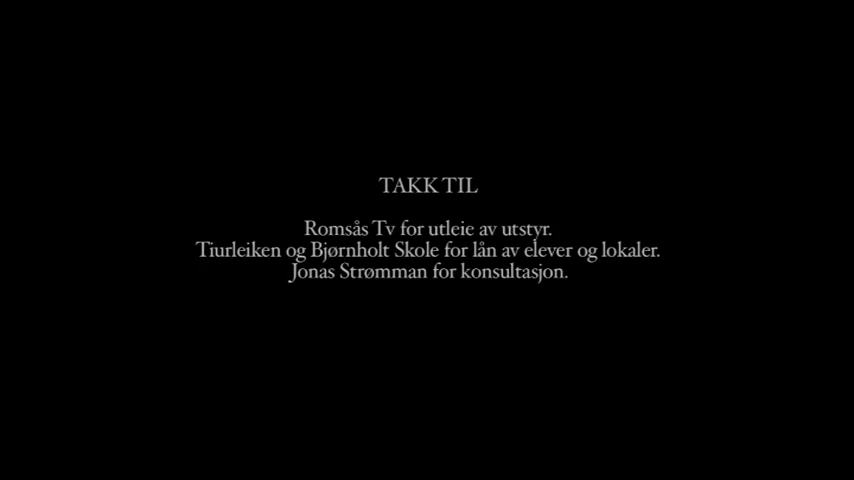 TAKK TIL
Romsås Tv for utleie av utstyr.
Tiurleiken og Bjørnholt Skole for lån av elever og lokaler.
Jonas Strømman for konsultasjon.